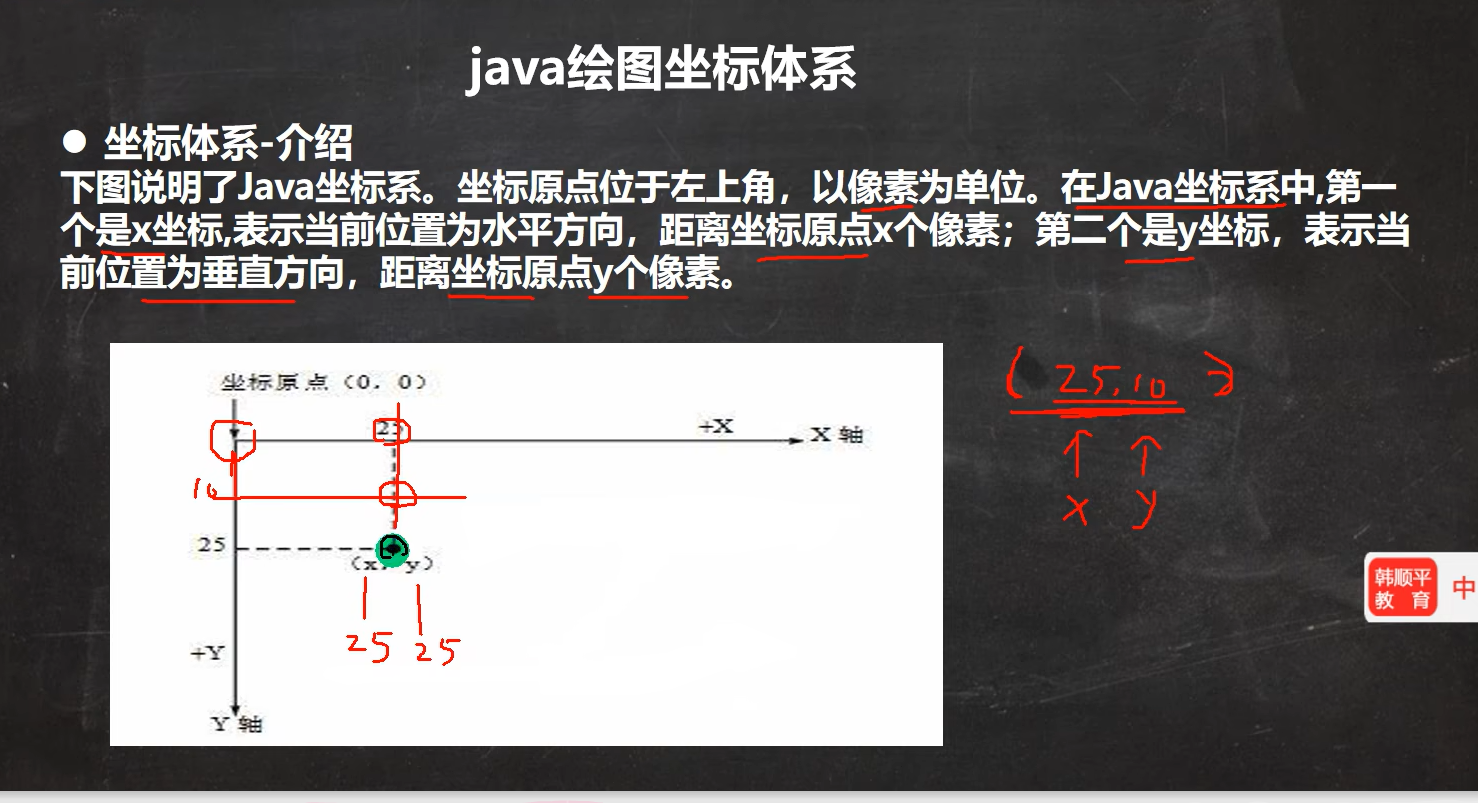 java绘图坐标体系
● 坐标体系-介绍
下图说明了Java坐标系。坐标原点位于左上角，以像素为单位。在Java坐标系中,第一
个是x坐标,表示当前位置为水平方向，距离坐标原点x个像素；第二个是y坐标，表示当
前位置为垂直方向，距离坐标原点y个像素。
坐标原点（0，0）
25
+X
X 轴
10
25
(x, y)
25 25
+Y
Y 轴
( 25,10 )
↑ ↑
x y
韩顺平
教 育
中